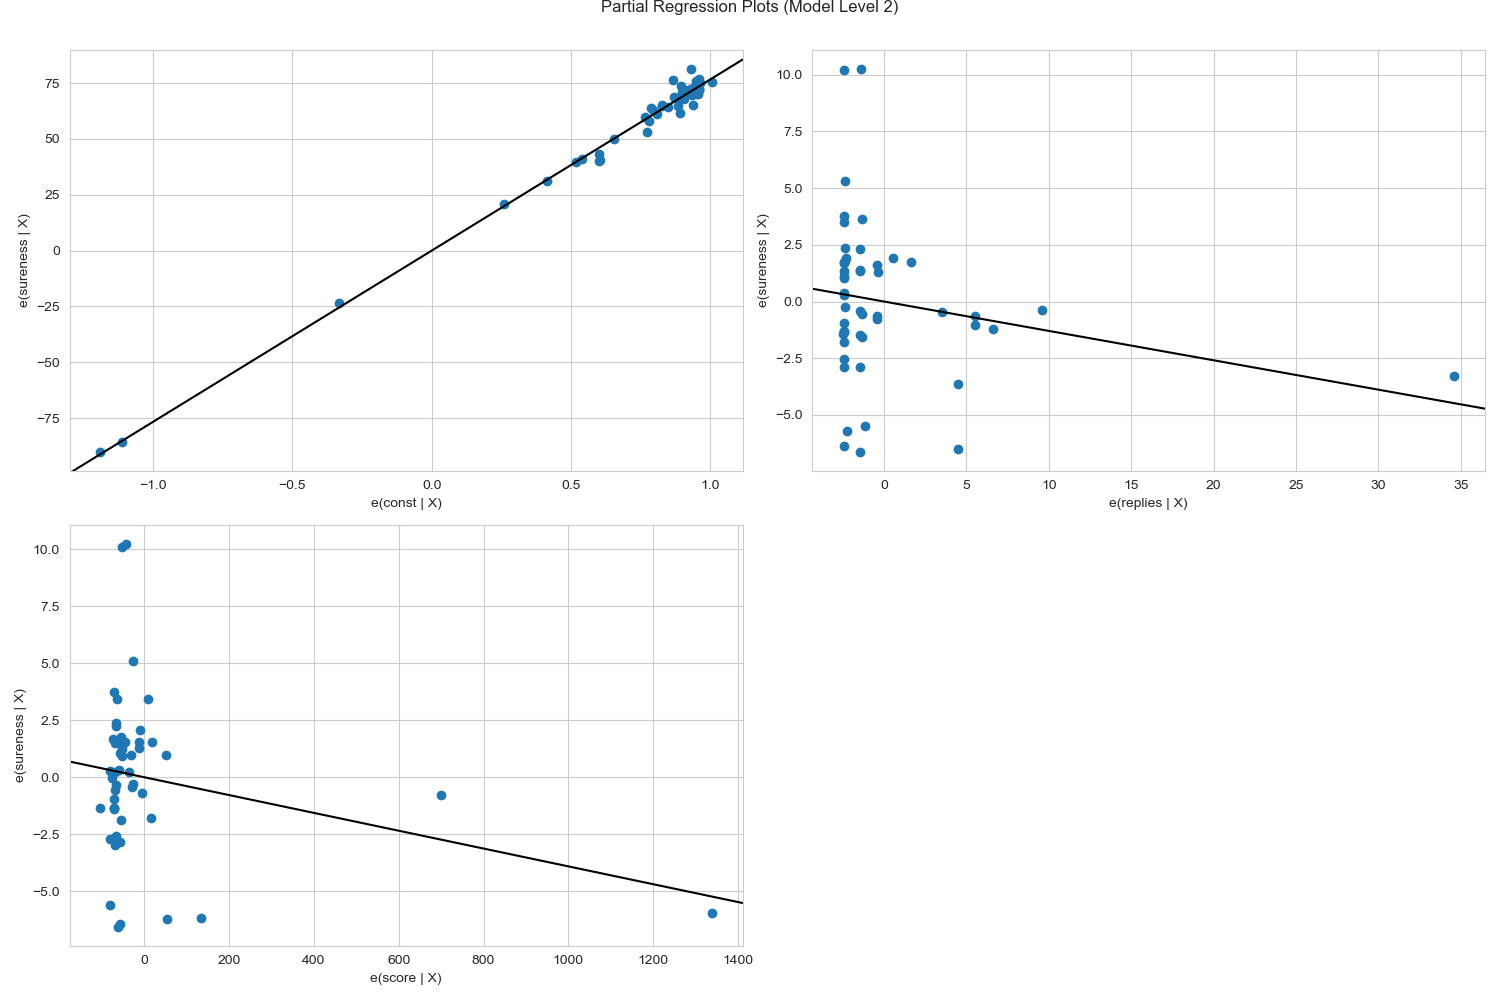 Partial Regression Plots (Model Level 2)
e(sureness | X)
75
50
25
0
−25
−50
−75
−1.0 −0.5 0.0 0.5 1.0
e(const | X)
e(sureness | X)
10.0
7.5
5.0
2.5
0.0
−2.5
−5.0
0 5 10 15 20 25 30 35
e(replies | X)
e(sureness | X)
10.0
7.5
5.0
2.5
0.0
−2.5
−5.0
0 200 400 600 800 1000 1200 1400
e(score | X)